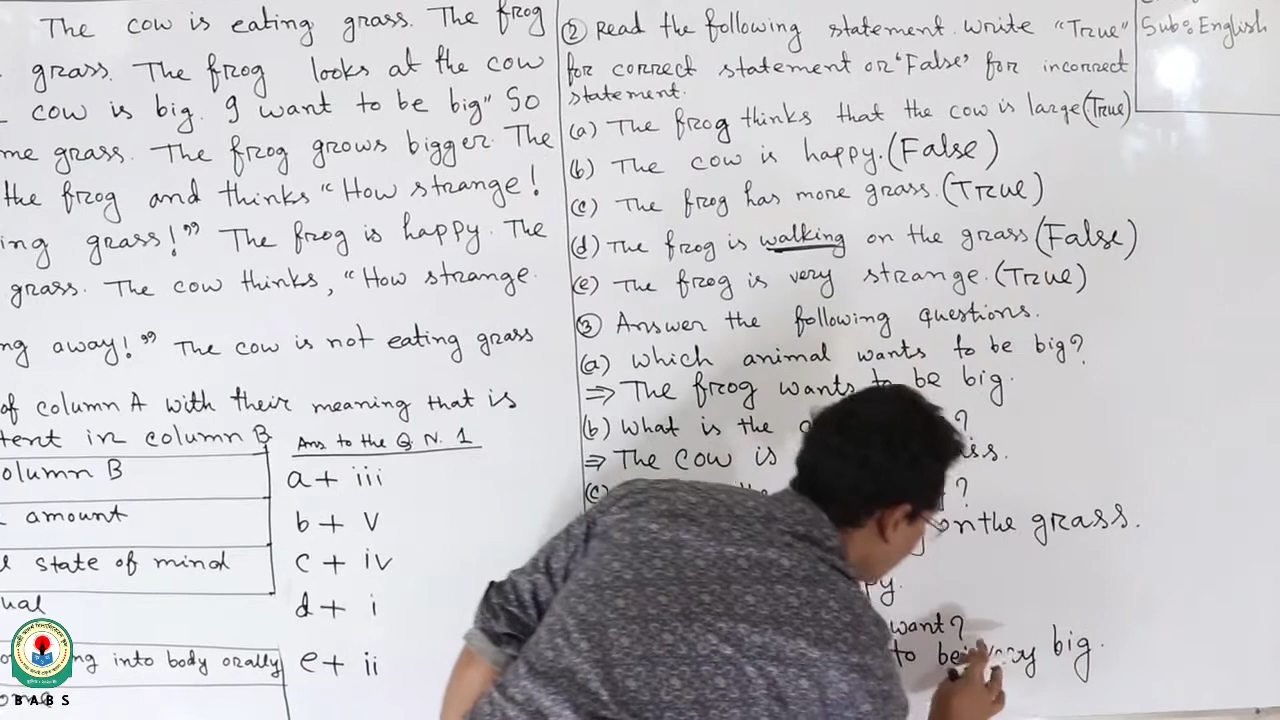 The cow is eating grass. The frog
grass. The frog looks at the cow
cow is big. I want to be big" So
me grass. The frog grows bigger. The
the frog and thinks "How strange!
ing grass!" The frog is happy. The
grass. The cow thinks, "How strange
ng away!" The cow is not eating grass
of column A with their meaning that is
tent in column B
olumn B
amount
state of mind
ual
ing into body orally
Ans to the Q. N. 1
a + iii
b + v
c + iv
d + i
e + ii
② Read the following statement. Write "True"
for correct statement or 'False' for incorrect
statement.
(a) The frog thinks that the cow is large (True)
(b) The cow is happy. (False)
(c) The frog has more grass. (True)
(d) The frog is walking on the grass (False)
(e) The frog is very strange. (True)
③ Answer the following questions.
(a) Which animal wants to be big?
⇒ The frog wants to be big.
(b) What is the ?
⇒ The cow is ss.
(c) ?
on the grass.
py.
want?
to be very big.
Sub: English
BABS